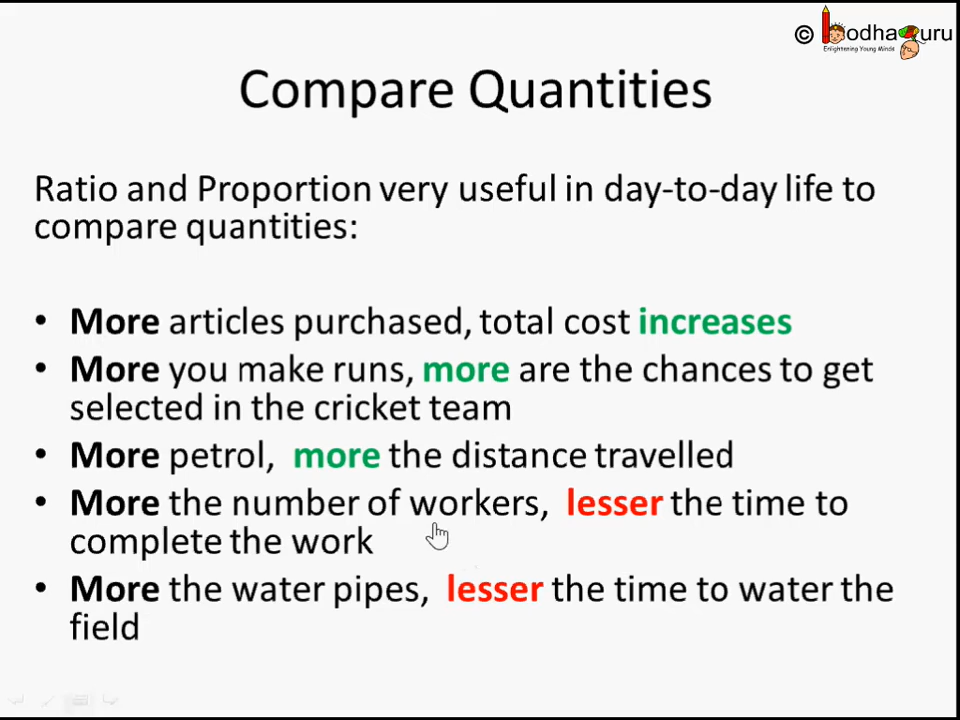 © BodhaGuru
Enlightening Young Minds
Compare Quantities
Ratio and Proportion very useful in day-to-day life to
compare quantities:
• More articles purchased, total cost increases
• More you make runs, more are the chances to get
selected in the cricket team
• More petrol, more the distance travelled
• More the number of workers, lesser the time to
complete the work
• More the water pipes, lesser the time to water the
field